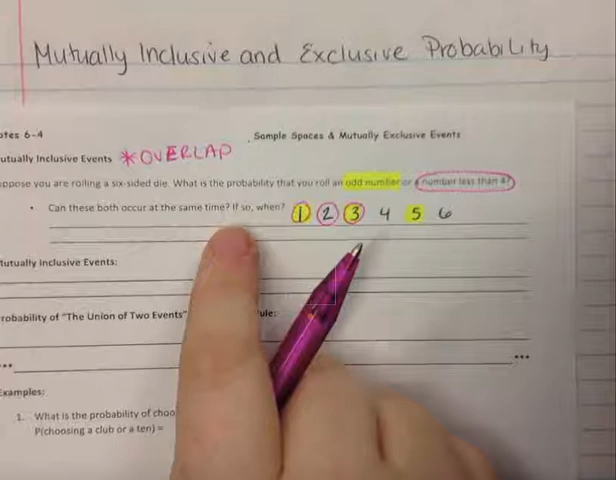 Mutually Inclusive and Exclusive Probability
otes 6-4 Sample Spaces & Mutually Exclusive Events
utually Inclusive Events *OVERLAP
ppose you are rolling a six-sided die. What is the probability that you roll an odd number or a number less than 4?
• Can these both occur at the same time? If so, when? 1 2 3 4 5 6
utually Inclusive Events:
robability of "The Union of Two Events" ule:
xamples:
1. What is the probability of choo
P(choosing a club or a ten) =